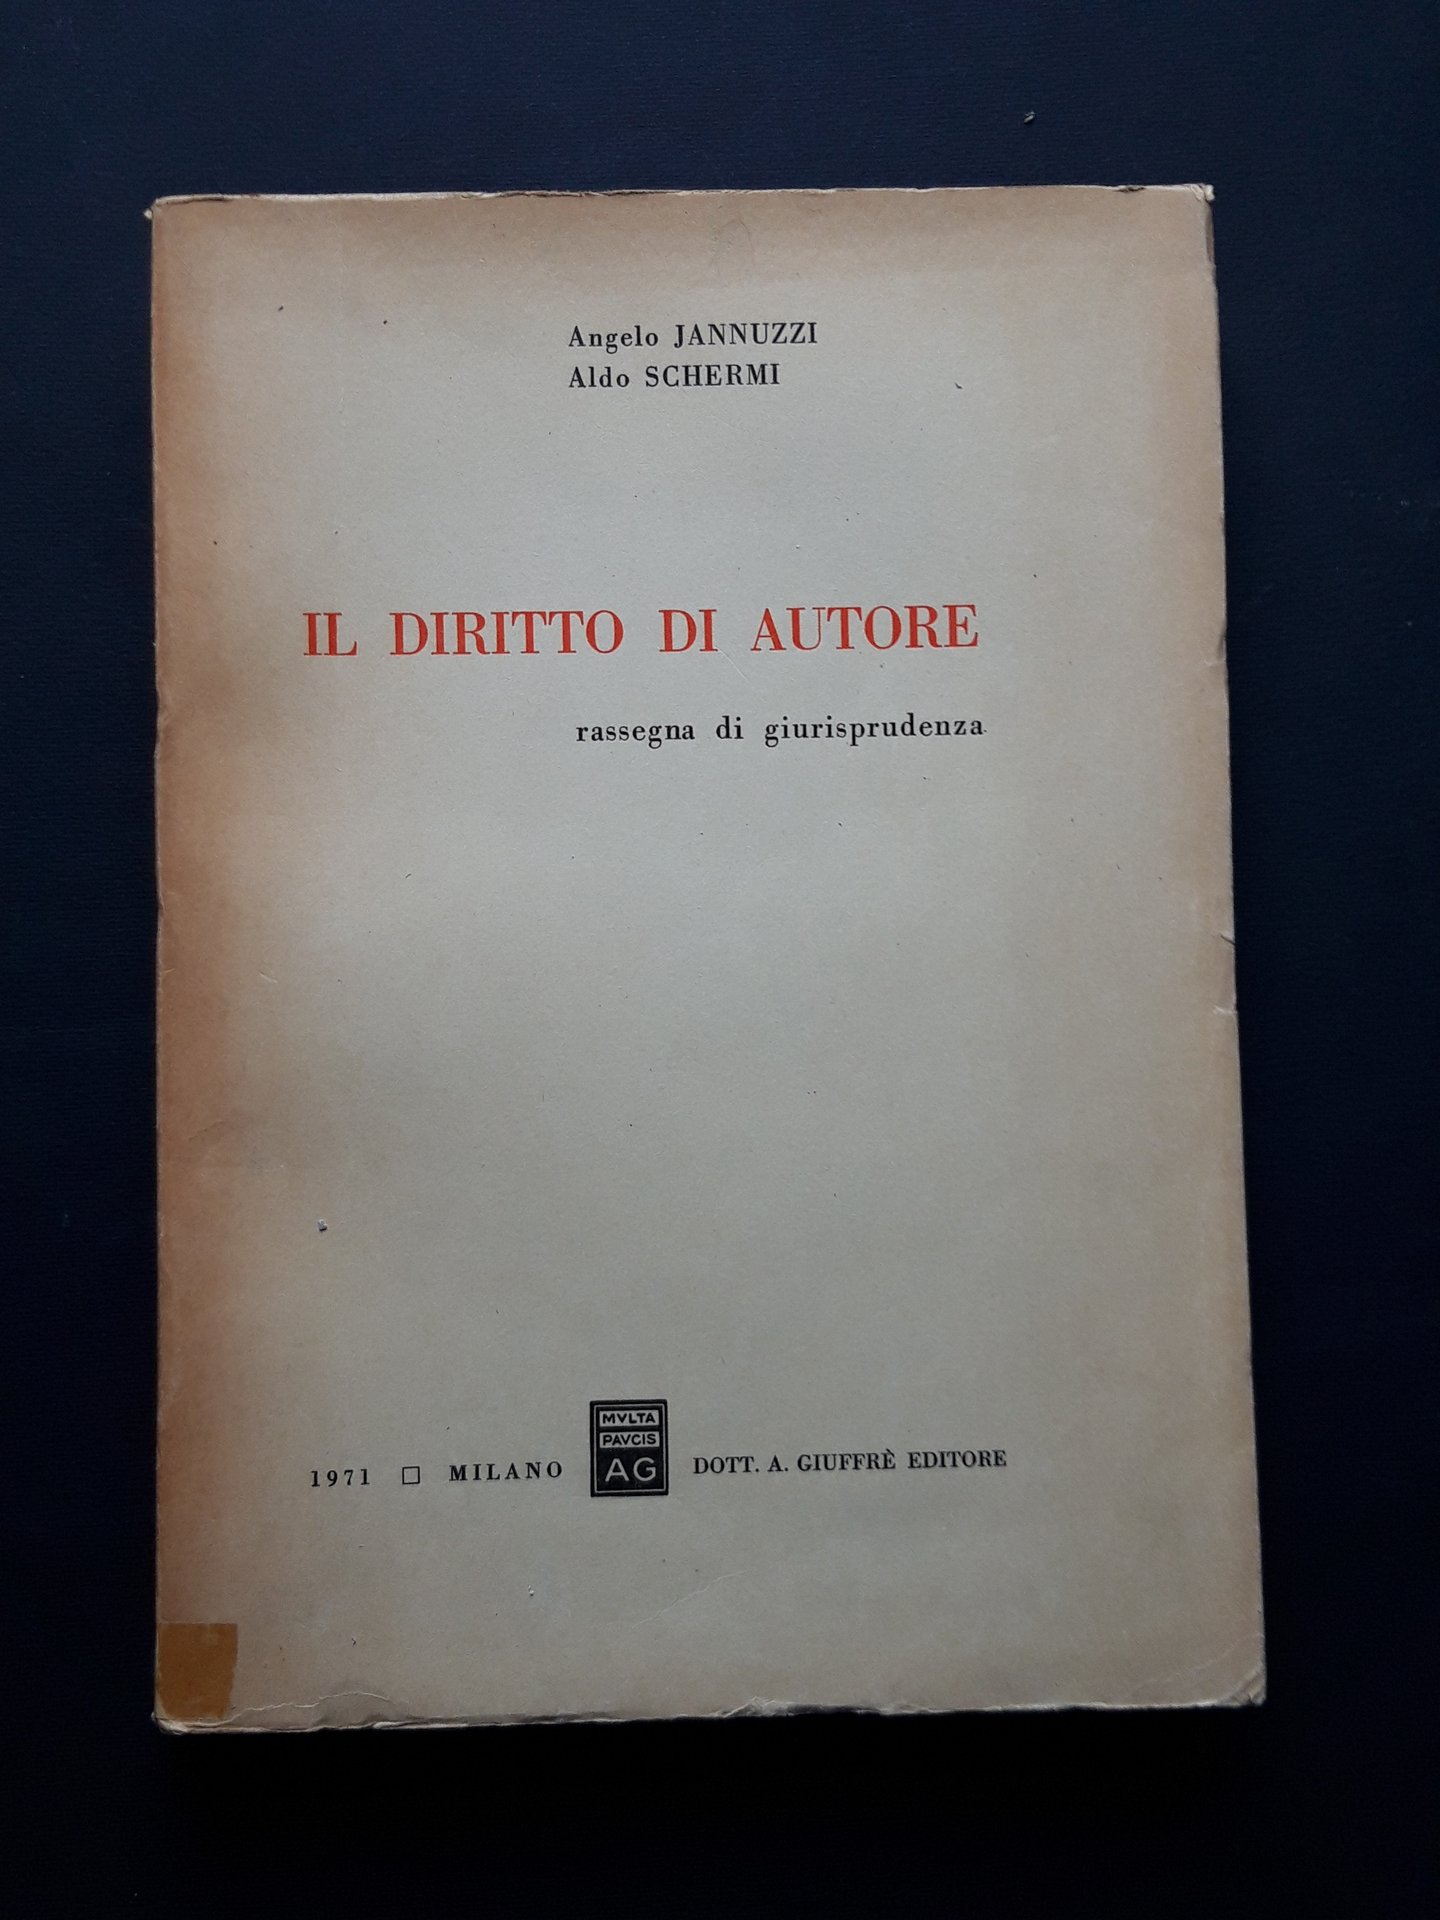 Angelo JANNUZZI
Aldo SCHERMI
IL DIRITTO DI AUTORE
rassegna di giurisprudenza
1971 □ MILANO
MVLTA
PAVCIS
AG
DOTT. A. GIUFFRÈ EDITORE